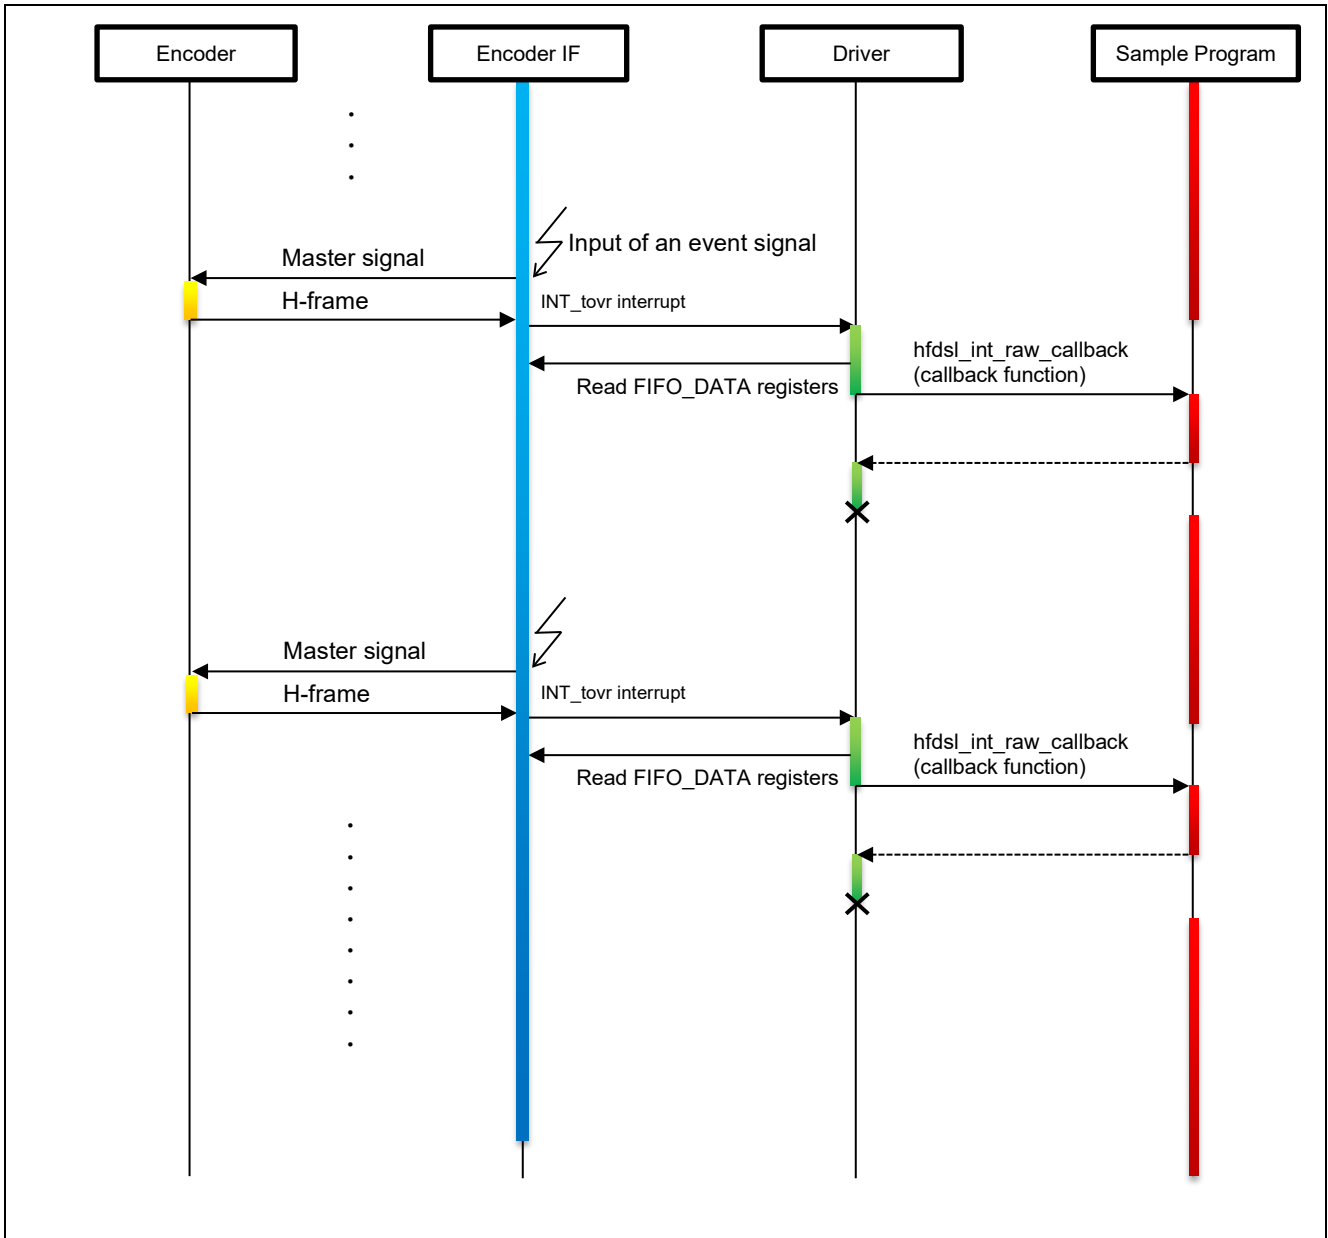 Encoder
Encoder IF
Driver
Sample Program
Input of an event signal
Master signal
H-frame
INT_tovr interrupt
hfdsl_int_raw_callback
(callback function)
Read FIFO_DATA registers
Master signal
H-frame
INT_tovr interrupt
hfdsl_int_raw_callback
(callback function)
Read FIFO_DATA registers